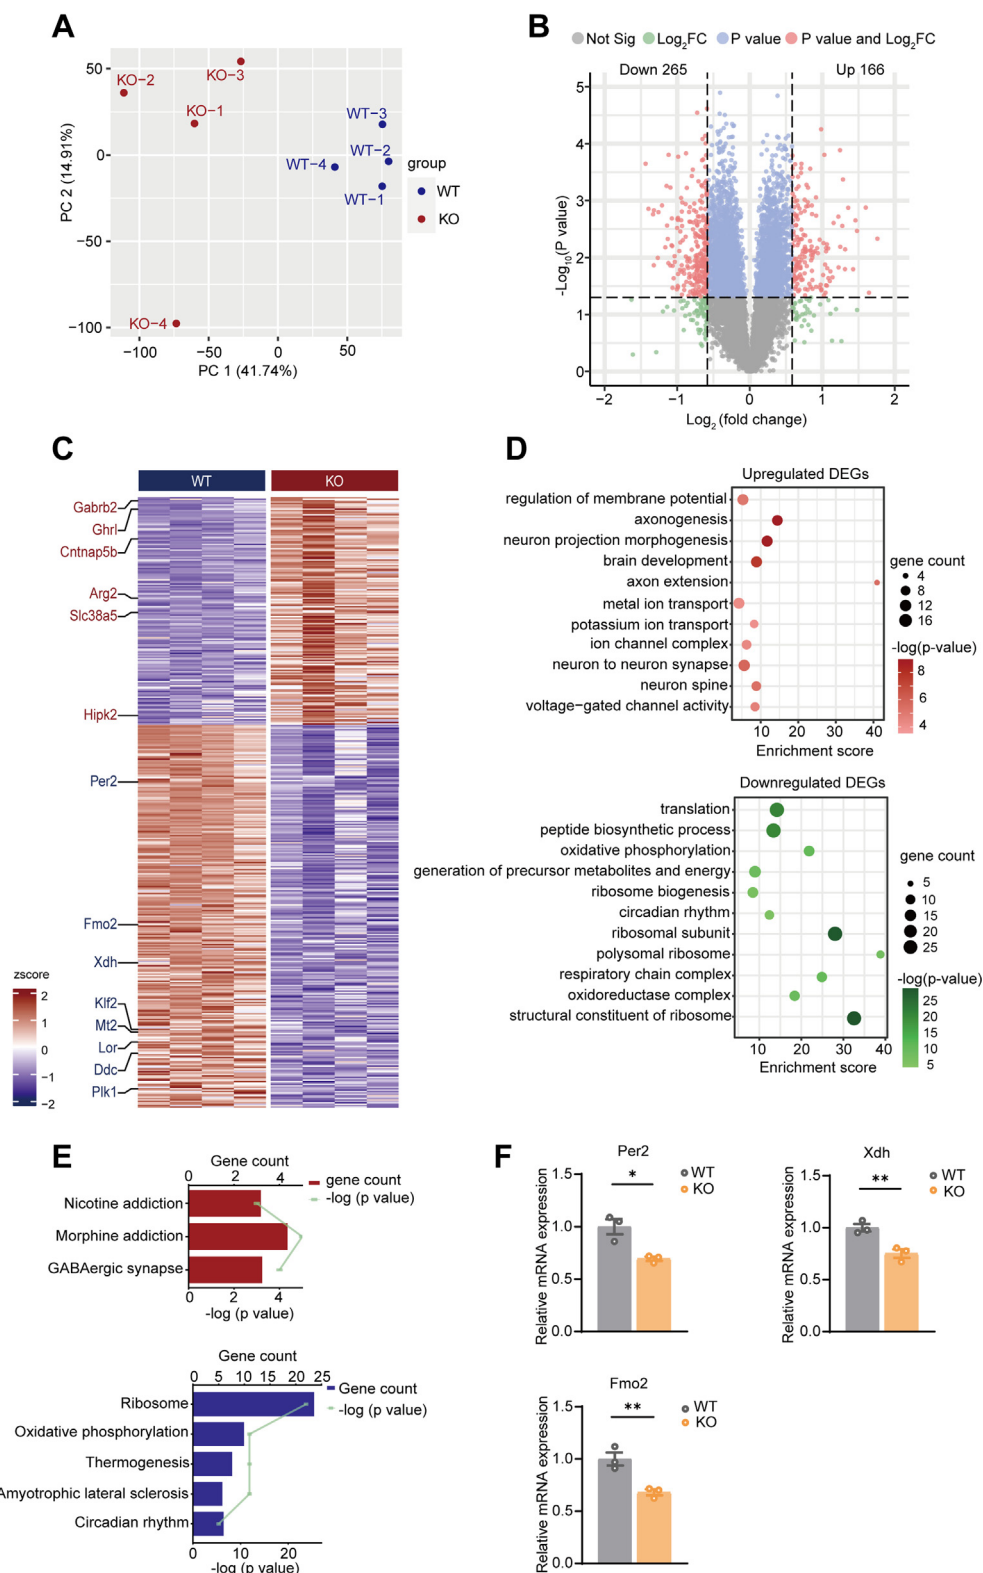 A
50
0
−50
−100
−100
−50
0
50
PC 1 (41.74%)
PC 2 (14.91%)
KO−2
KO−3
KO−1
KO−4
WT−3
WT−2
WT−4
WT−1
group
WT
KO
B
Not Sig
Log2FC
P value
P value and Log2FC
Down 265
Up 166
5
4
3
2
1
0
−2
−1
0
1
2
-Log10(P value)
Log2 (fold change)
C
WT
KO
Gabrb2
Ghrl
Cntnap5b
Arg2
Slc38a5
Hipk2
Per2
Fmo2
Xdh
Klf2
Mt2
Lor
Ddc
Plk1
zscore
2
1
0
−1
−2
D
Upregulated DEGs
regulation of membrane potential
axonogenesis
neuron projection morphogenesis
brain development
axon extension
metal ion transport
potassium ion transport
ion channel complex
neuron to neuron synapse
neuron spine
voltage−gated channel activity
10 20 30 40
Enrichment score
gene count
4
8
12
16
-log(p-value)
8
6
4
Downregulated DEGs
translation
peptide biosynthetic process
oxidative phosphorylation
generation of precursor metabolites and energy
ribosome biogenesis
circadian rhythm
ribosomal subunit
polysomal ribosome
respiratory chain complex
oxidoreductase complex
structural constituent of ribosome
10 20 30 40
Enrichment score
gene count
5
10
15
20
25
-log(p-value)
25
20
15
10
5
E
Gene count
0 2 4
gene count
-log (p value)
Nicotine addiction
Morphine addiction
GABAergic synapse
0 2 4
-log (p value)
Gene count
0 5 10 15 20 25
Gene count
-log (p value)
Ribosome
Oxidative phosphorylation
Thermogenesis
Amyotrophic lateral sclerosis
Circadian rhythm
0 10 20
-log (p value)
F
Per2
Relative mRNA expression
1.5
1.0
0.5
0.0
*
WT
KO
Xdh
Relative mRNA expression
1.5
1.0
0.5
0.0
**
WT
KO
Fmo2
Relative mRNA expression
1.5
1.0
0.5
0.0
**
WT
KO